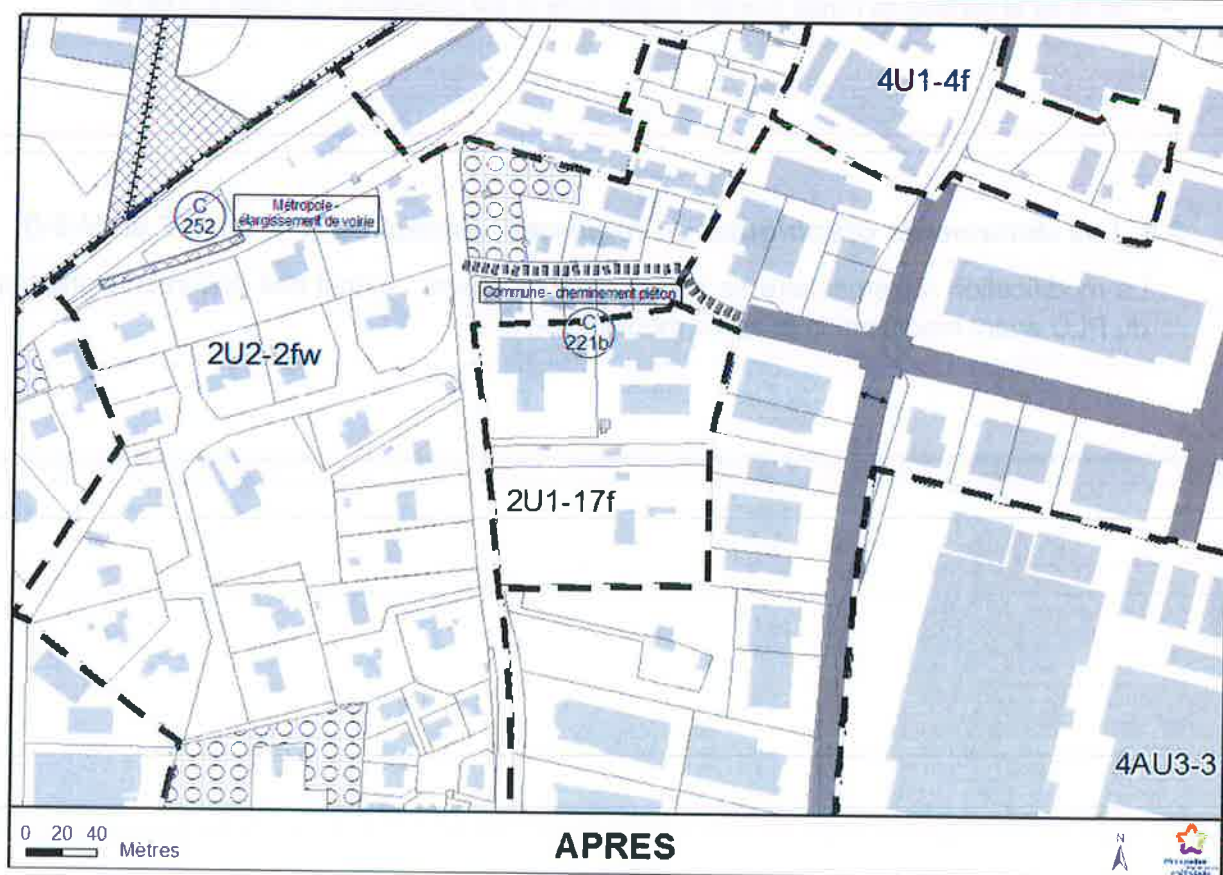 4U1-4f
C
252
Métropole -
élargissement de voirie
Commune - cheminement piéton
C
221b
2U2-2fw
2U1-17f
4AU3-3
0 20 40
Mètres
APRES
N